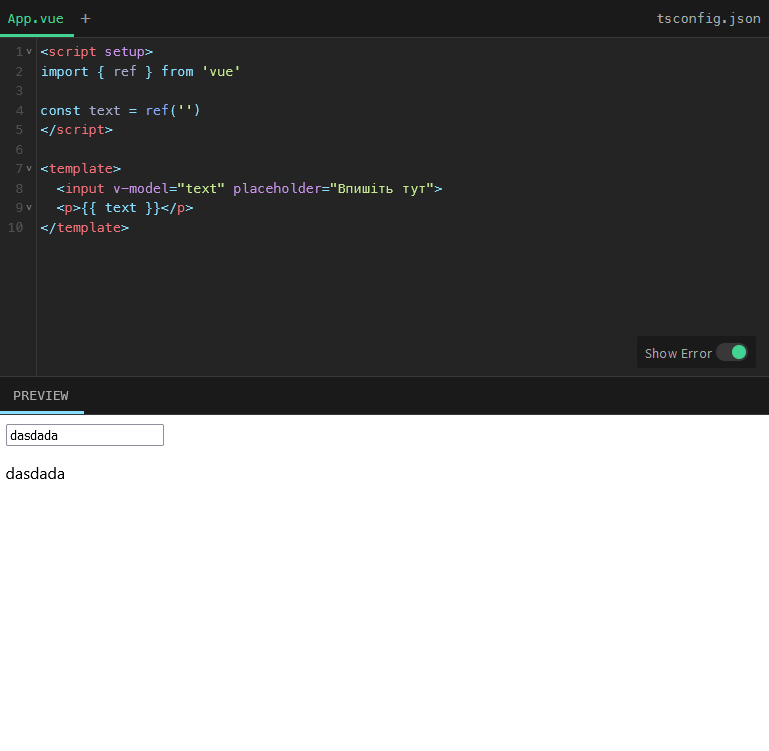 App.vue + tsconfig.json
1 <script setup>
2 import { ref } from 'vue'
3
4 const text = ref('')
5 </script>
6
7 <template>
8   <input v-model="text" placeholder="Впишіть тут">
9   <p>{{ text }}</p>
10 </template>
Show Error
PREVIEW
dasdada
dasdada